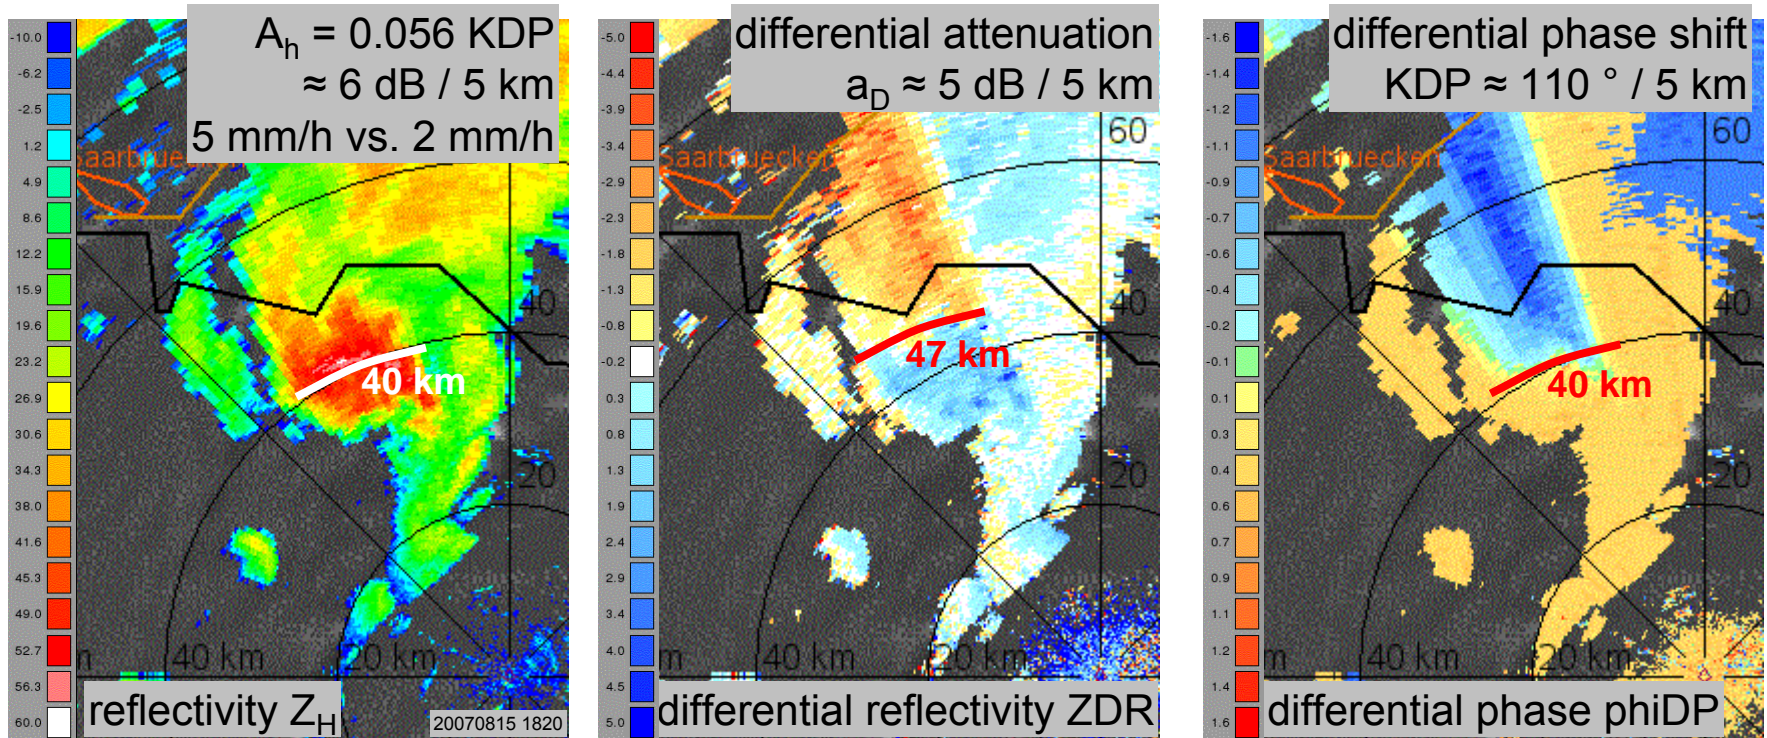 A_h = 0.056 KDP
≈ 6 dB / 5 km
5 mm/h vs. 2 mm/h
-10.0
-6.2
-2.5
1.2
4.9
8.6
12.2
15.9
19.6
23.2
26.9
30.6
34.3
38.0
41.6
45.3
49.0
52.7
56.3
60.0
Saarbruecken
40
40 km
20
40 km
20 km
reflectivity Z_H
20070815 1820
differential attenuation
a_D ≈ 5 dB / 5 km
-5.0
-4.4
-3.9
-3.4
-2.9
-2.3
-1.8
-1.3
-0.8
-0.2
0.3
0.8
1.3
1.9
2.4
2.9
3.4
4.0
4.5
5.0
60
Saarbruecken
40
47 km
20
m
40 km
20 km
differential reflectivity ZDR
differential phase shift
KDP ≈ 110 ° / 5 km
-1.6
-1.4
-1.2
-1.1
-0.9
-0.7
-0.6
-0.4
-0.2
-0.1
0.1
0.3
0.4
0.6
0.7
0.9
1.1
1.2
1.4
1.6
60
Saarbruecken
40
40 km
20
m
40 km
20 km
differential phase phiDP